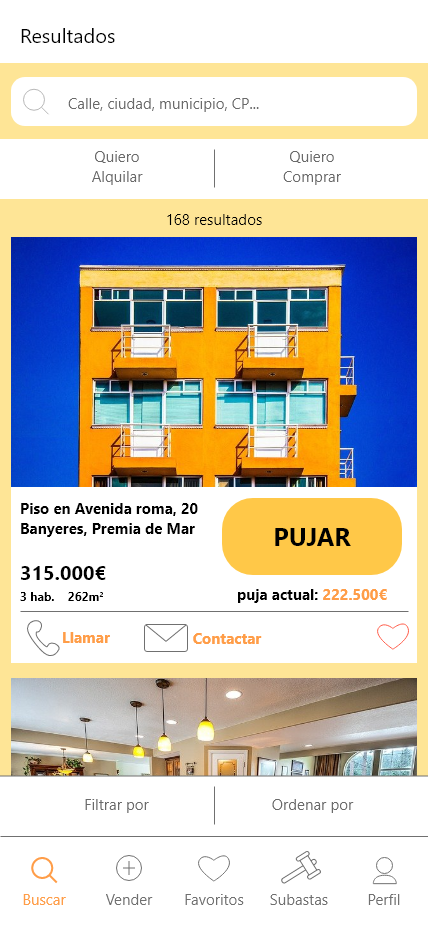 Resultados
Calle, ciudad, municipio, CP...
Quiero
Alquilar
Quiero
Comprar
168 resultados
Piso en Avenida roma, 20
Banyeres, Premia de Mar
PUJAR
315.000€
3 hab. 262m²
puja actual: 222.500€
Llamar
Contactar
Filtrar por
Ordenar por
Buscar
Vender
Favoritos
Subastas
Perfil